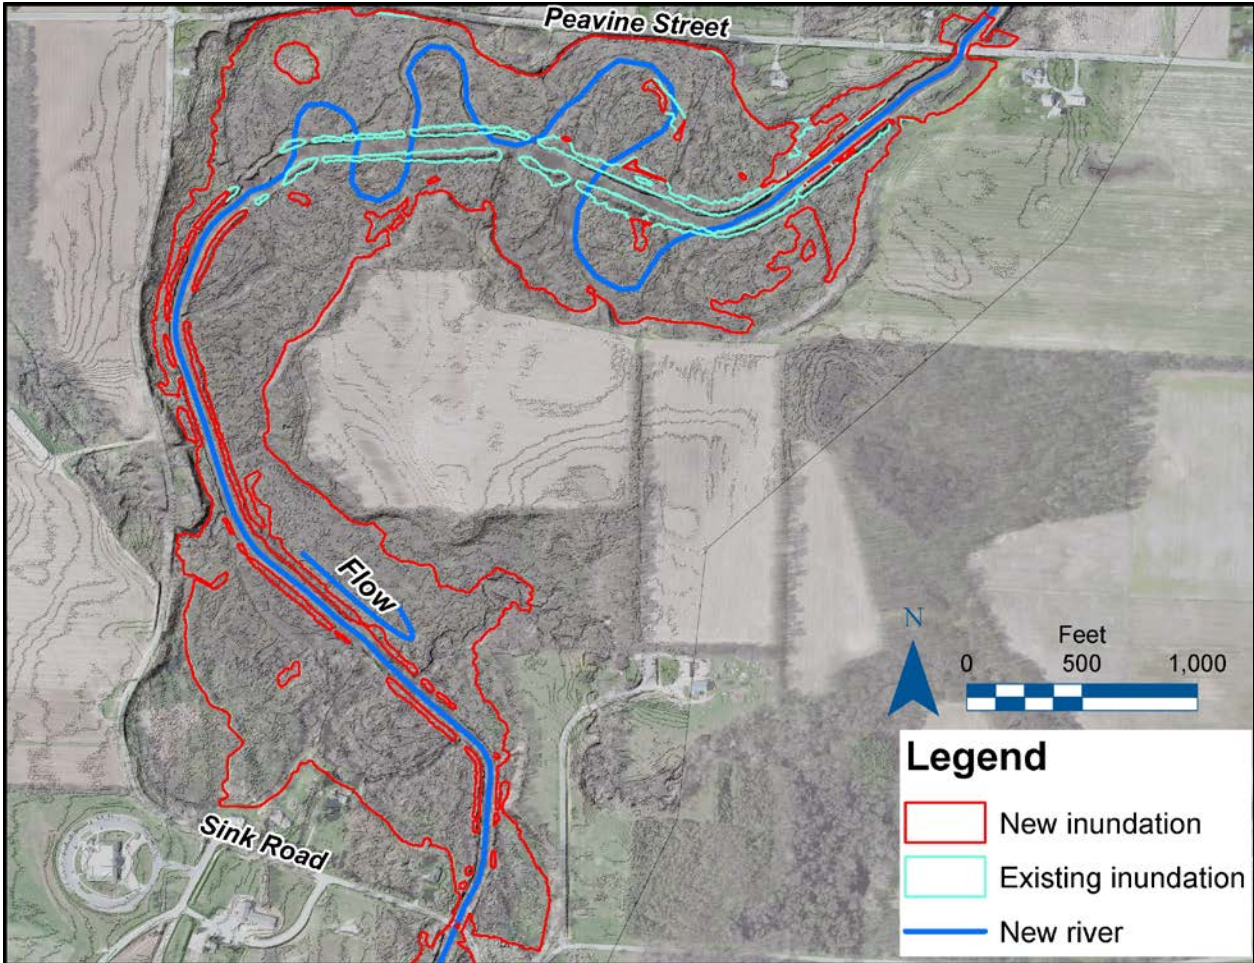 Peavine Street
Flow
Sink Road
N
Feet
0 500 1,000
Legend
New inundation
Existing inundation
New river